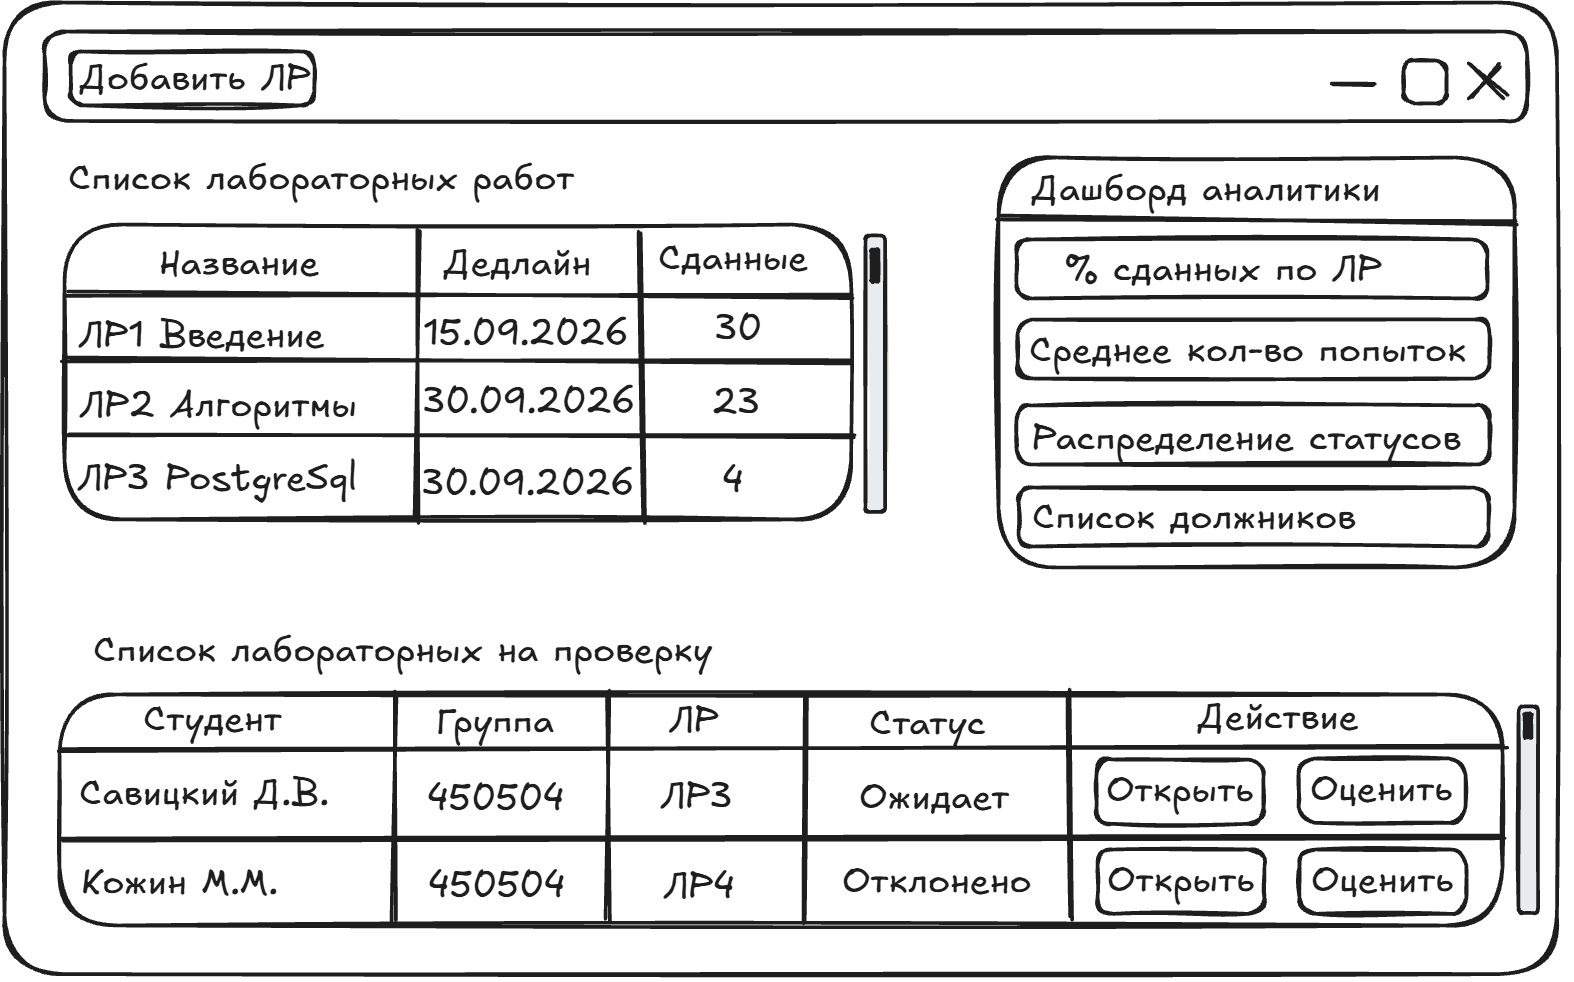 Добавить ЛР
Список лабораторных работ
Название Дедлайн Сданные
ЛР1 Введение 15.09.2026 30
ЛР2 Алгоритмы 30.09.2026 23
ЛР3 PostgreSql 30.09.2026 4
Дашборд аналитики
% сданных по ЛР
Среднее кол-во попыток
Распределение статусов
Список должников
Список лабораторных на проверку
Студент Группа ЛР Статус Действие
Савицкий Д.В. 450504 ЛР3 Ожидает Открыть Оценить
Кожин М.М. 450504 ЛР4 Отклонено Открыть Оценить